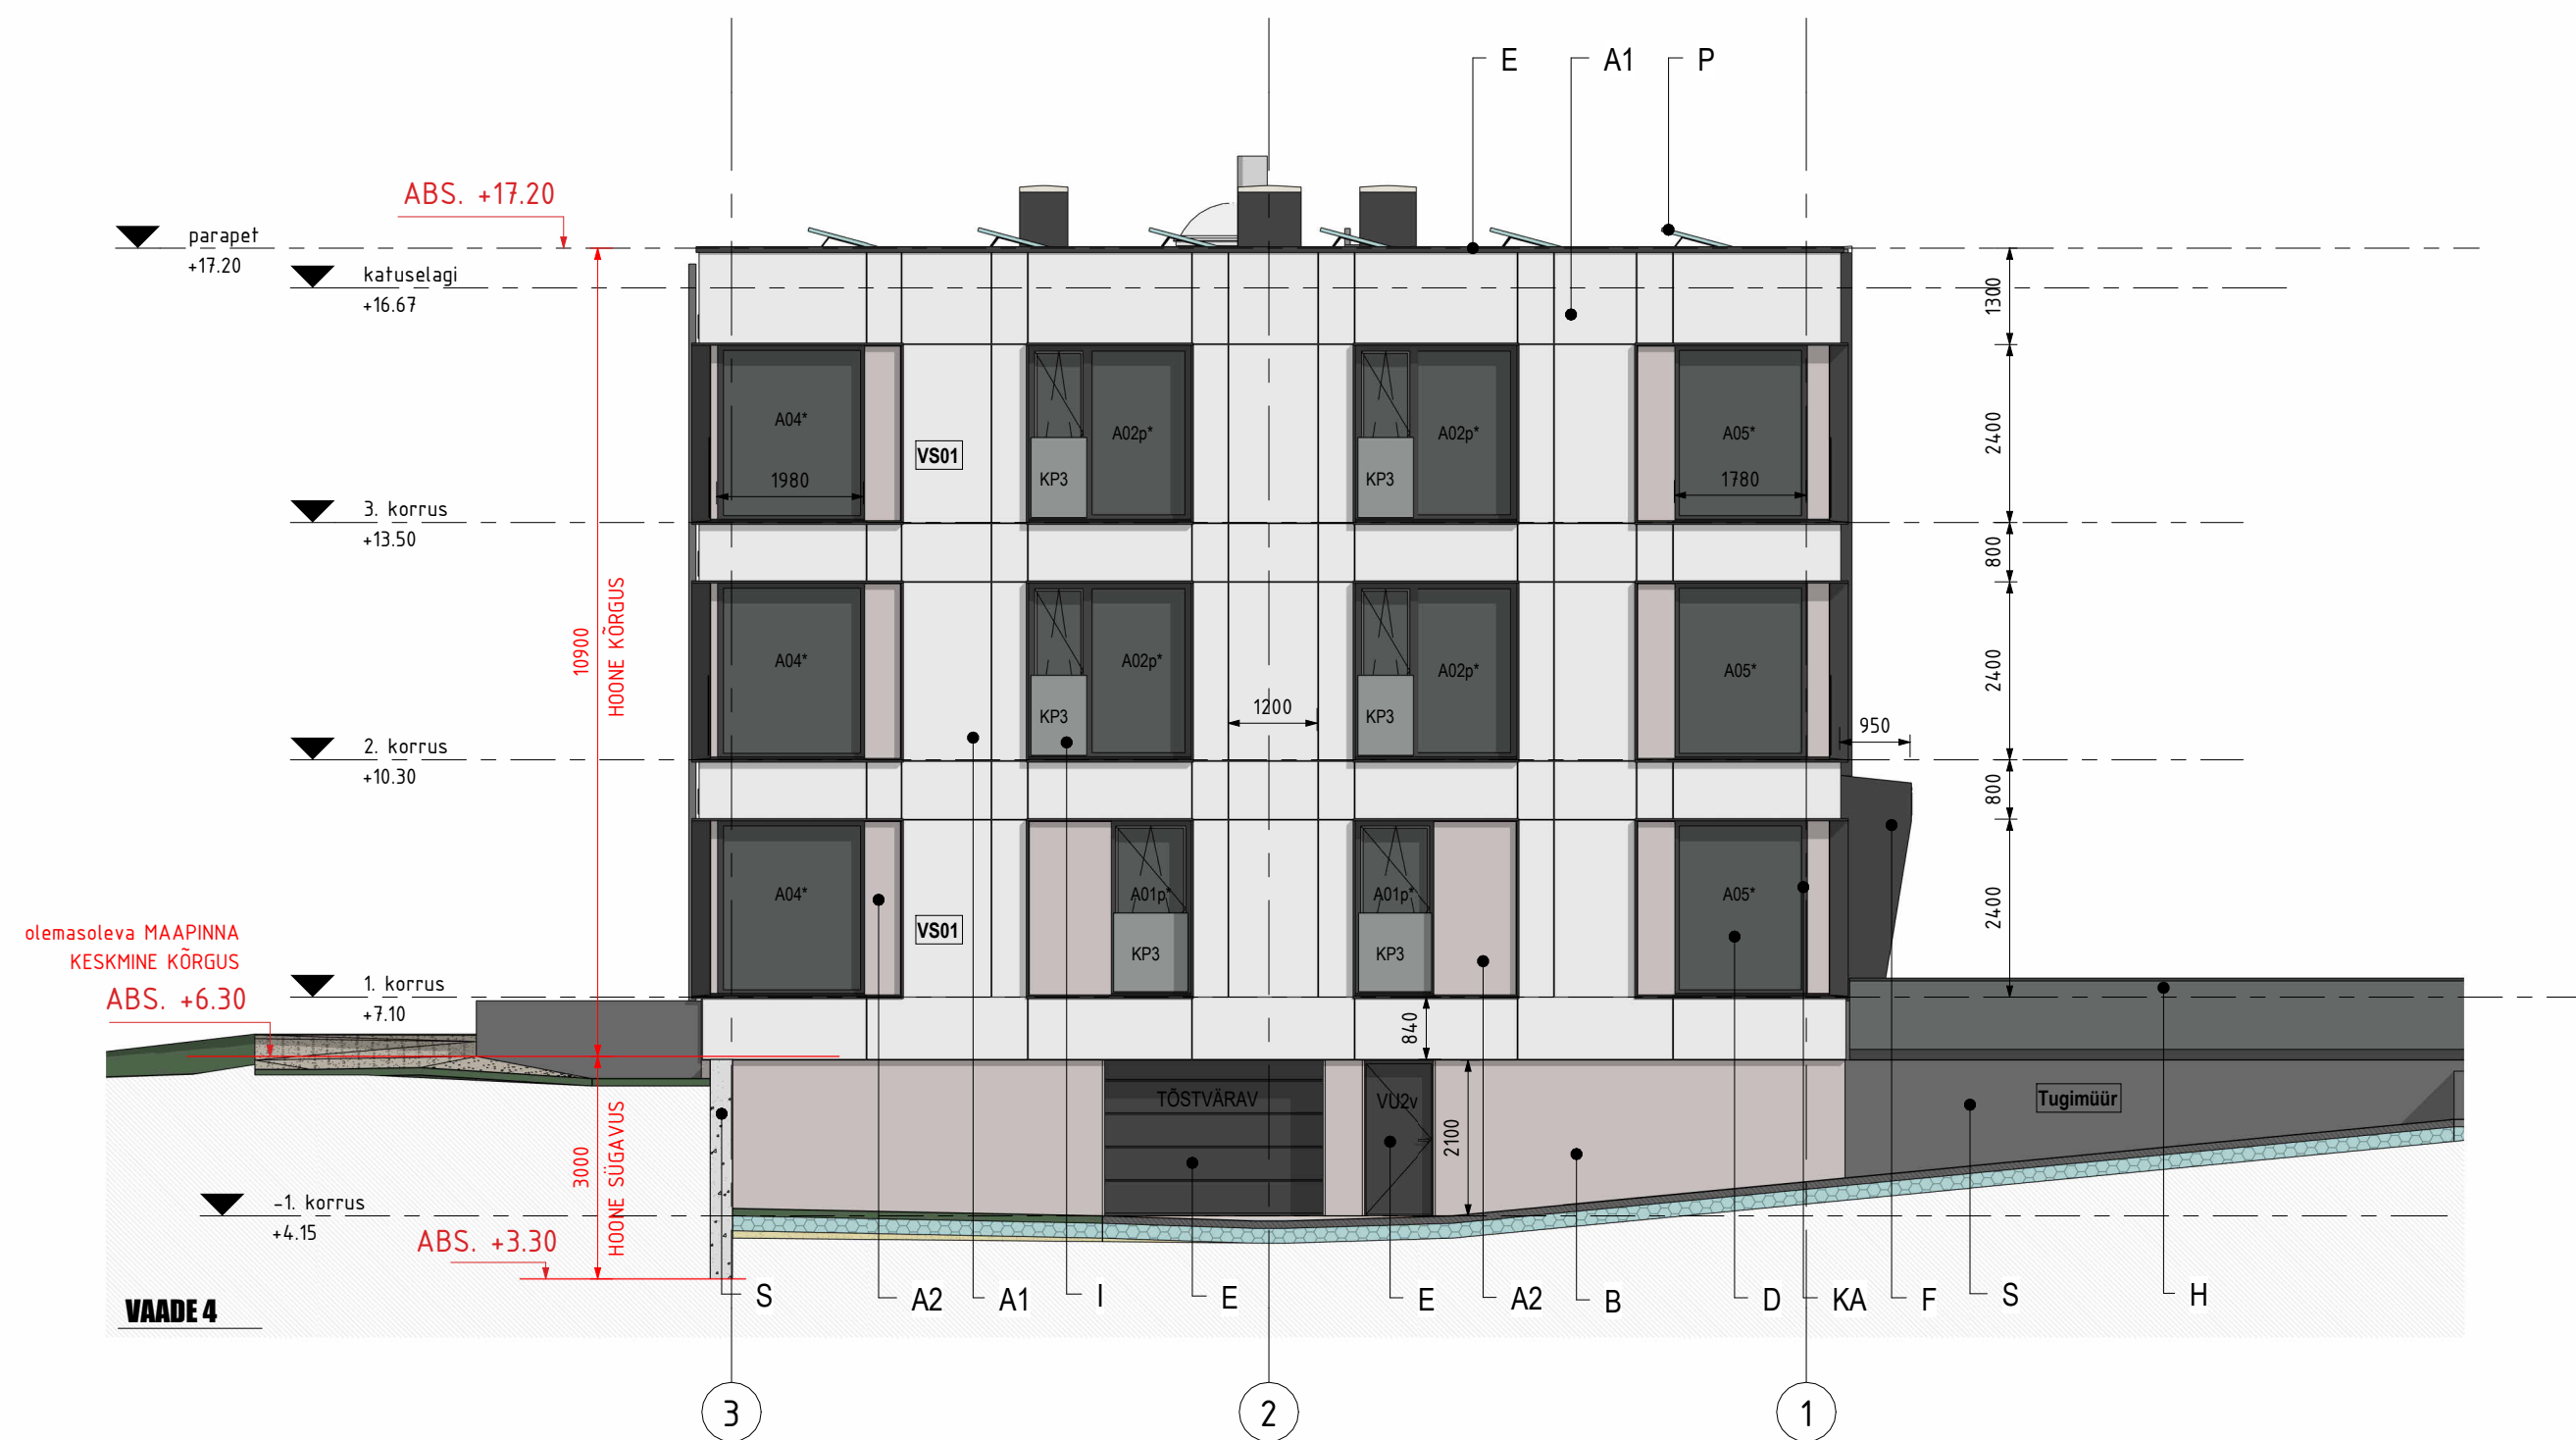 E
A1
P
ABS. +17.20
parapet
+17.20
katuselagi
+16.67
1300
A04*
A02p*
A02p*
A05*
2400
VS01
1980
KP3
KP3
1780
3. korrus
+13.50
800
10900
HOONE KÕRGUS
A04*
A02p*
A02p*
A05*
2400
KP3
1200
KP3
950
2. korrus
+10.30
800
A04*
A01p*
A01p*
A05*
2400
VS01
KP3
KP3
olemasoleva MAAPINNA
KESKMINE KÕRGUS
ABS. +6.30
1. korrus
+7.10
840
TÕSTVÄRAV
VU2v
Tugimüür
2100
3000
HOONE SÜGAVUS
-1. korrus
+4.15
ABS. +3.30
S
A2
A1
I
E
E
A2
B
D
KA
F
S
H
VAADE 4
3
2
1